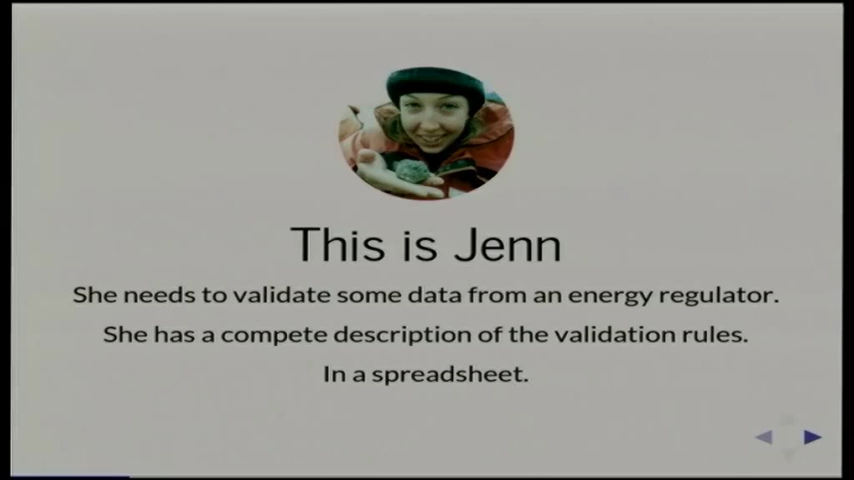 This is Jenn
She needs to validate some data from an energy regulator.
She has a compete description of the validation rules.
In a spreadsheet.